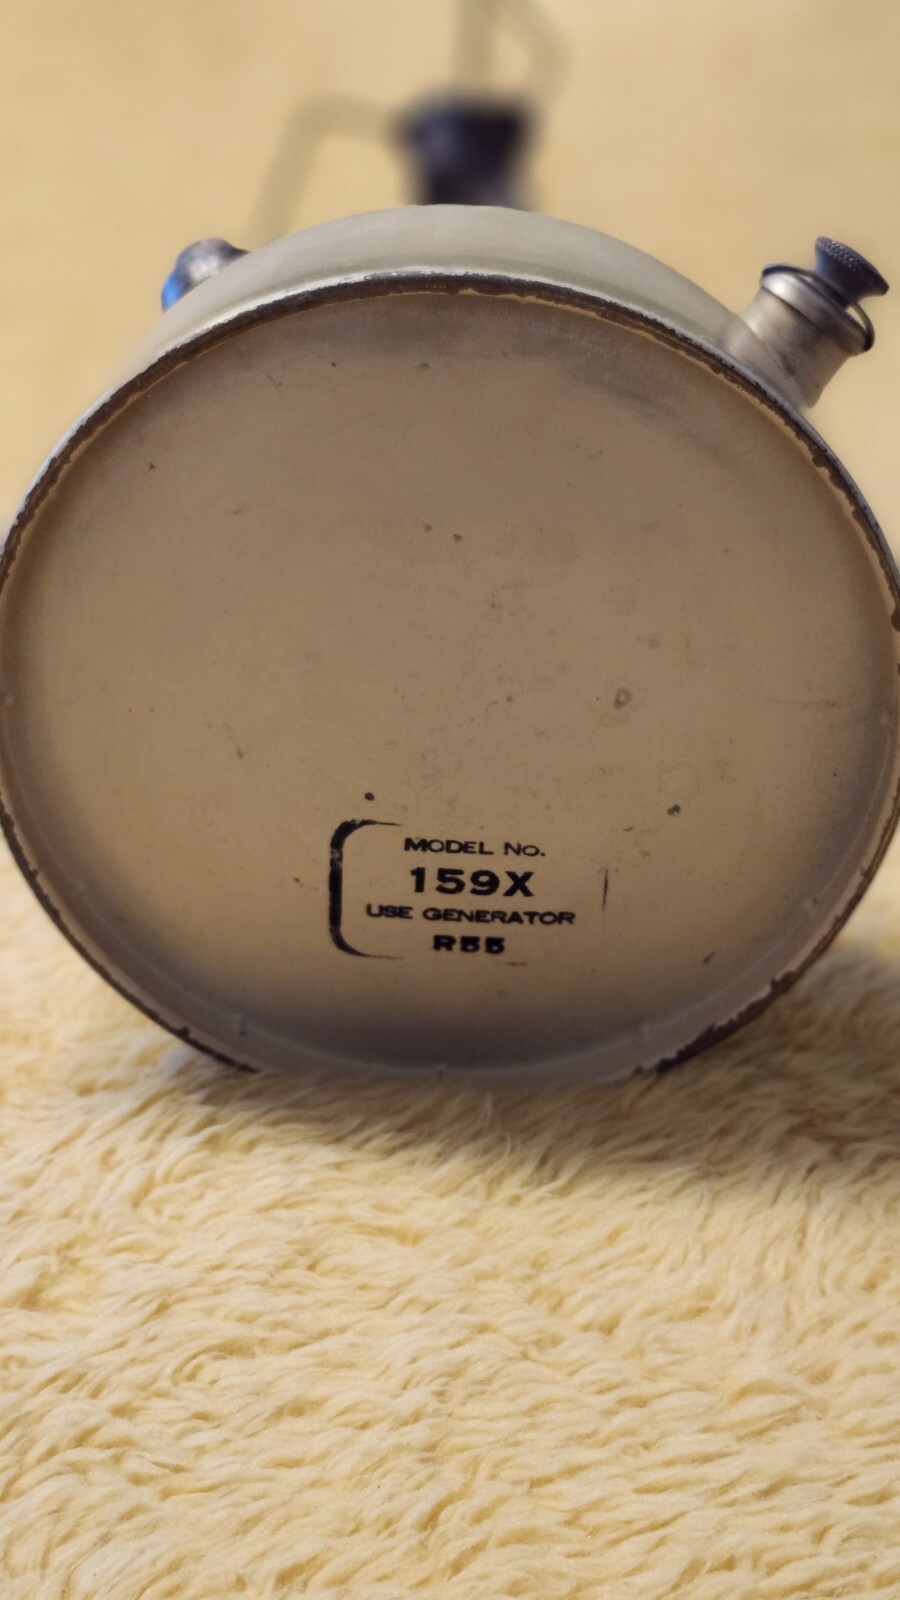 MODEL NO.
159X
USE GENERATOR
R55